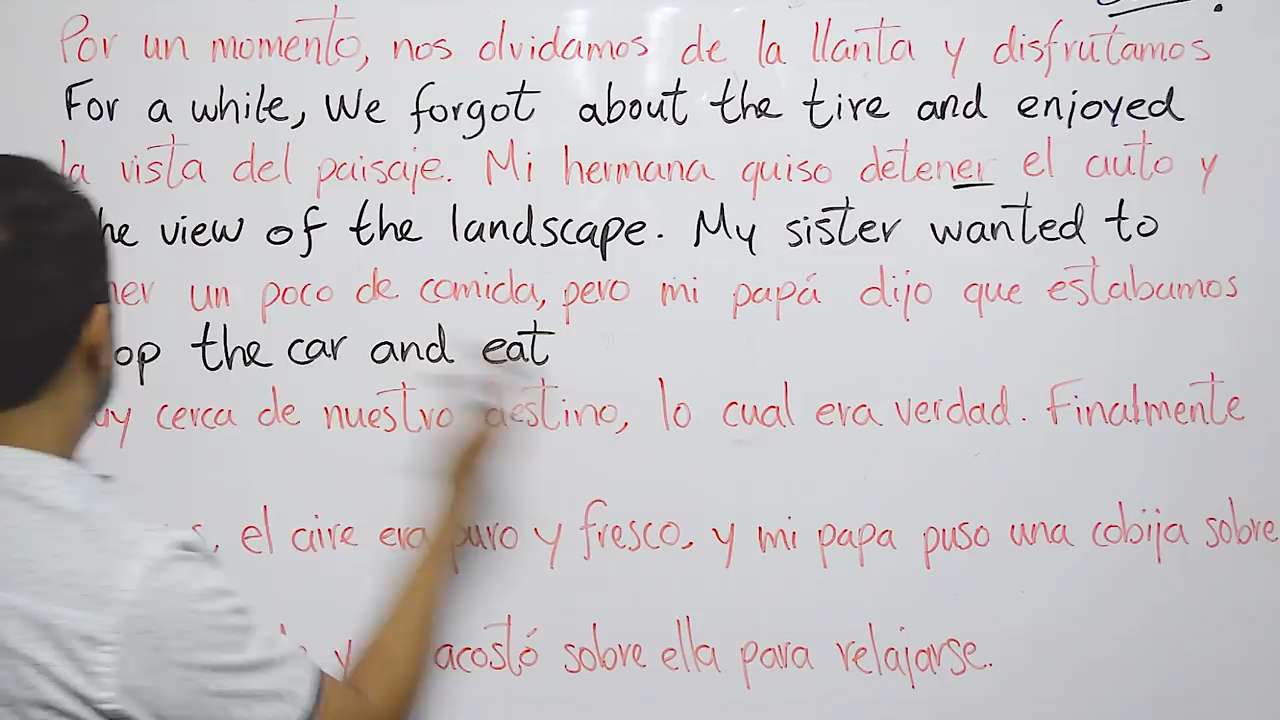 Por un momento, nos olvidamos de la llanta y disfrutamos
For a while, We forgot about the tire and enjoyed
la vista del paisaje. Mi hermana quiso detener el auto y
view of the landscape. My sister wanted to
un poco de comida, pero mi papá dijo que estabamos
the car and eat
cerca de nuestro destino, lo cual era verdad. Finalmente
el aire era puro y fresco, y mi papa puso una cobija sobre
y acostó sobre ella para relajarse.